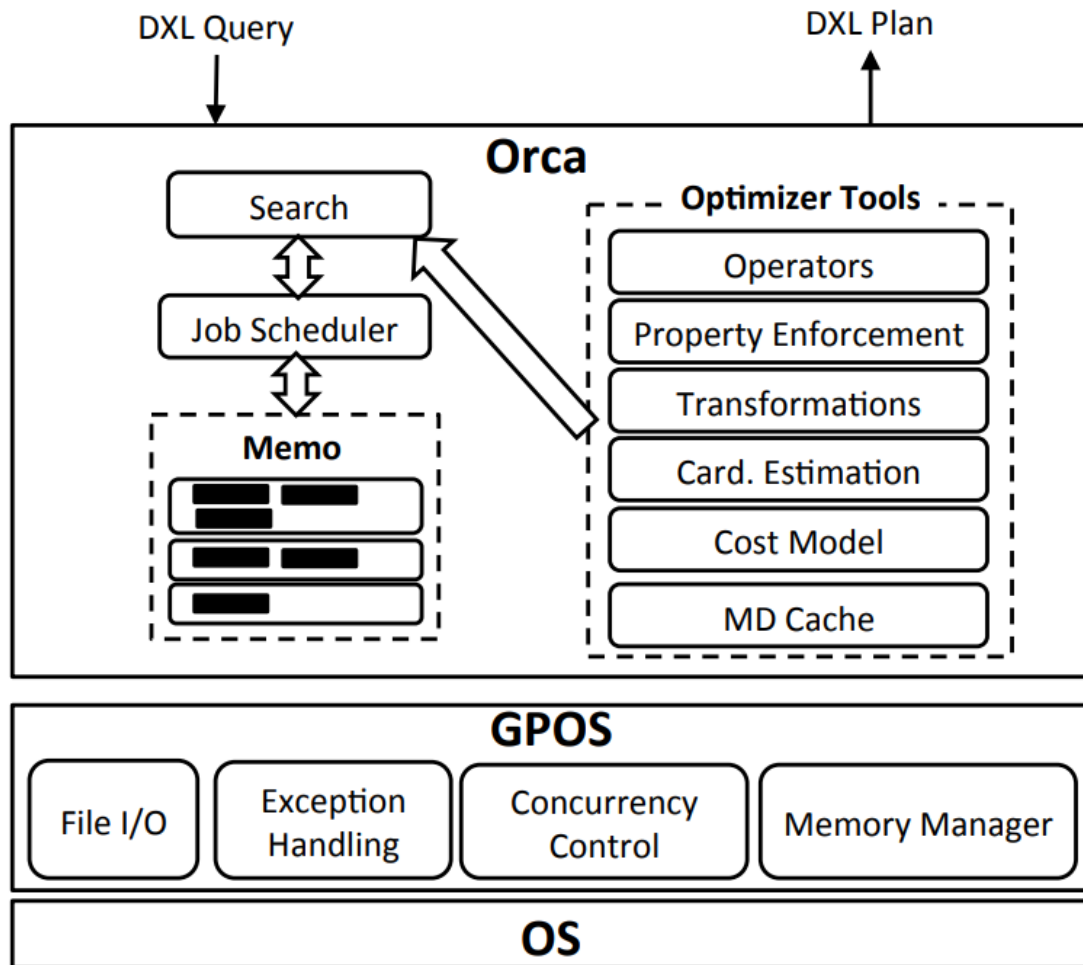 DXL Query
DXL Plan
Orca
Search
Job Scheduler
Memo
Optimizer Tools
Operators
Property Enforcement
Transformations
Card. Estimation
Cost Model
MD Cache
GPOS
File I/O
Exception
Handling
Concurrency
Control
Memory Manager
OS